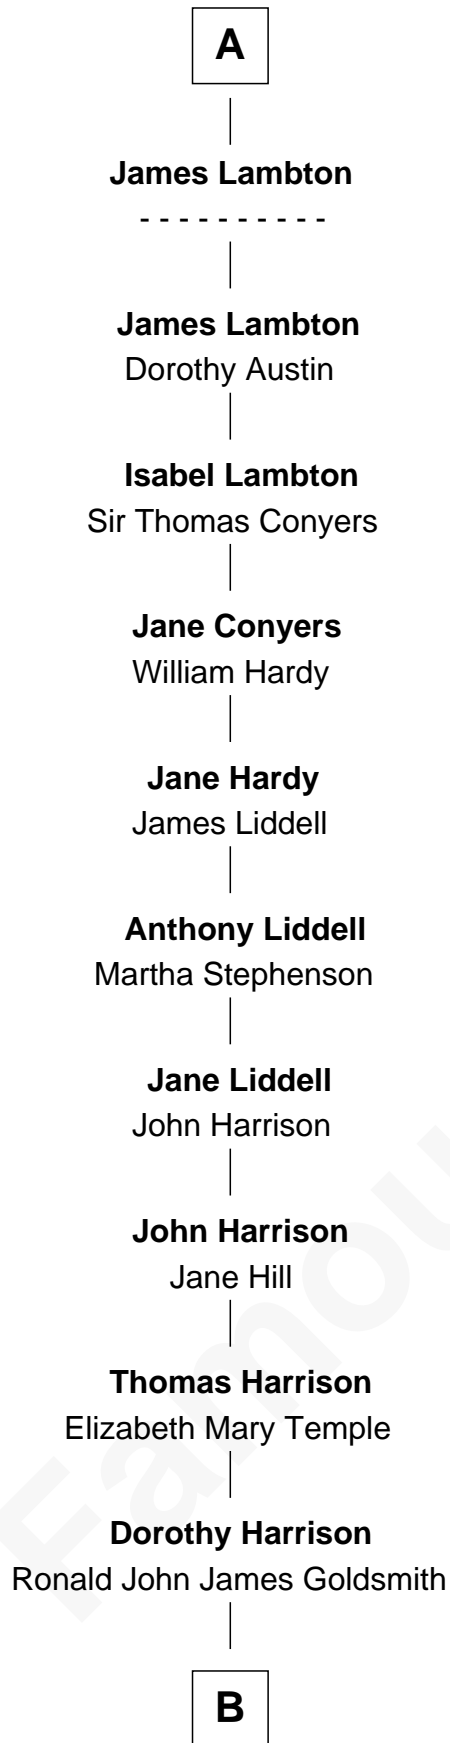 A
James Lambton
- - - - - - - - - -
James Lambton
Dorothy Austin
Isabel Lambton
Sir Thomas Conyers
Jane Conyers
William Hardy
Jane Hardy
James Liddell
Anthony Liddell
Martha Stephenson
Jane Liddell
John Harrison
John Harrison
Jane Hill
Thomas Harrison
Elizabeth Mary Temple
Dorothy Harrison
Ronald John James Goldsmith
B